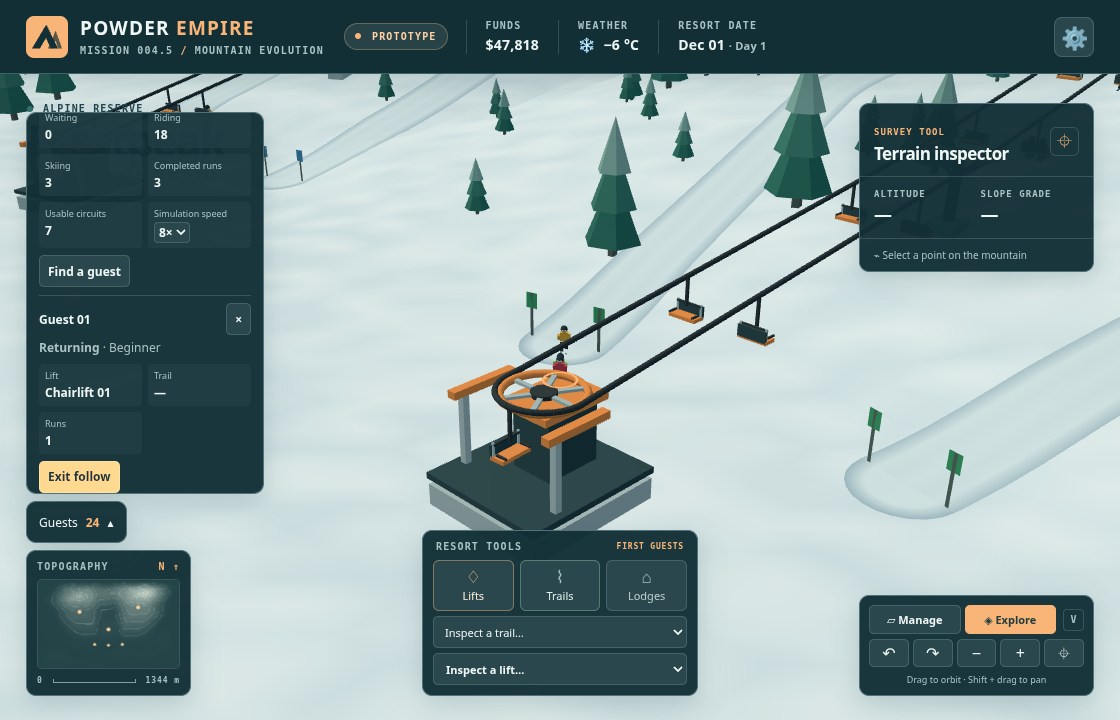 POWDER EMPIRE
MISSION 004.5 / MOUNTAIN EVOLUTION
PROTOTYPE
FUNDS
$47,818
WEATHER
−6 °C
RESORT DATE
Dec 01 · Day 1
ALPINE RESERVE
Waiting
0
Riding
18
Skiing
3
Completed runs
3
Usable circuits
7
Simulation speed
8×
Find a guest
Guest 01
×
Returning · Beginner
Lift
Chairlift 01
Trail
—
Runs
1
Exit follow
Guests 24 ▲
TOPOGRAPHY
N ↑
0
1344 m
SURVEY TOOL
Terrain inspector
ALTITUDE
—
SLOPE GRADE
—
⌁ Select a point on the mountain
RESORT TOOLS
FIRST GUESTS
Lifts
Trails
Lodges
Inspect a trail...
Inspect a lift...
Manage
Explore
V
Drag to orbit · Shift + drag to pan